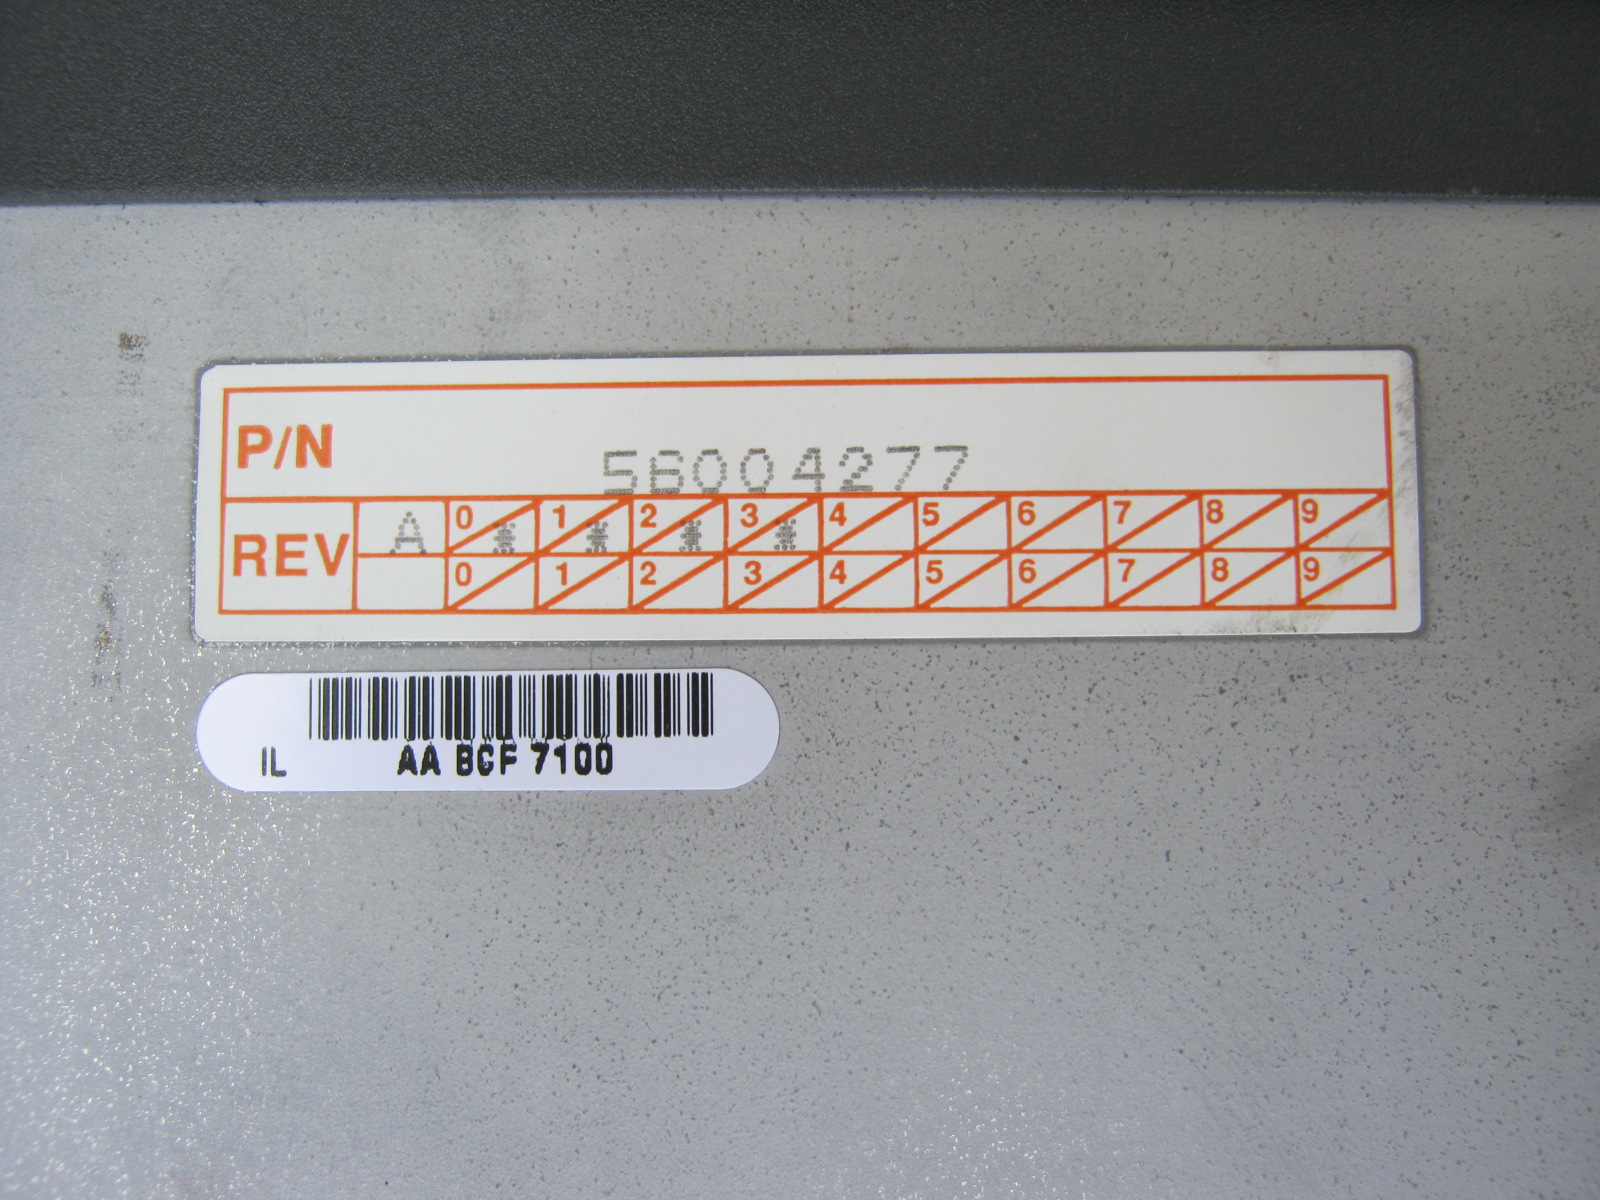 P/N 56004277
REV A 0 * 1 * 2 * 3 * 4 5 6 7 8 9
0 1 2 3 4 5 6 7 8 9
IL AA BCF 7100